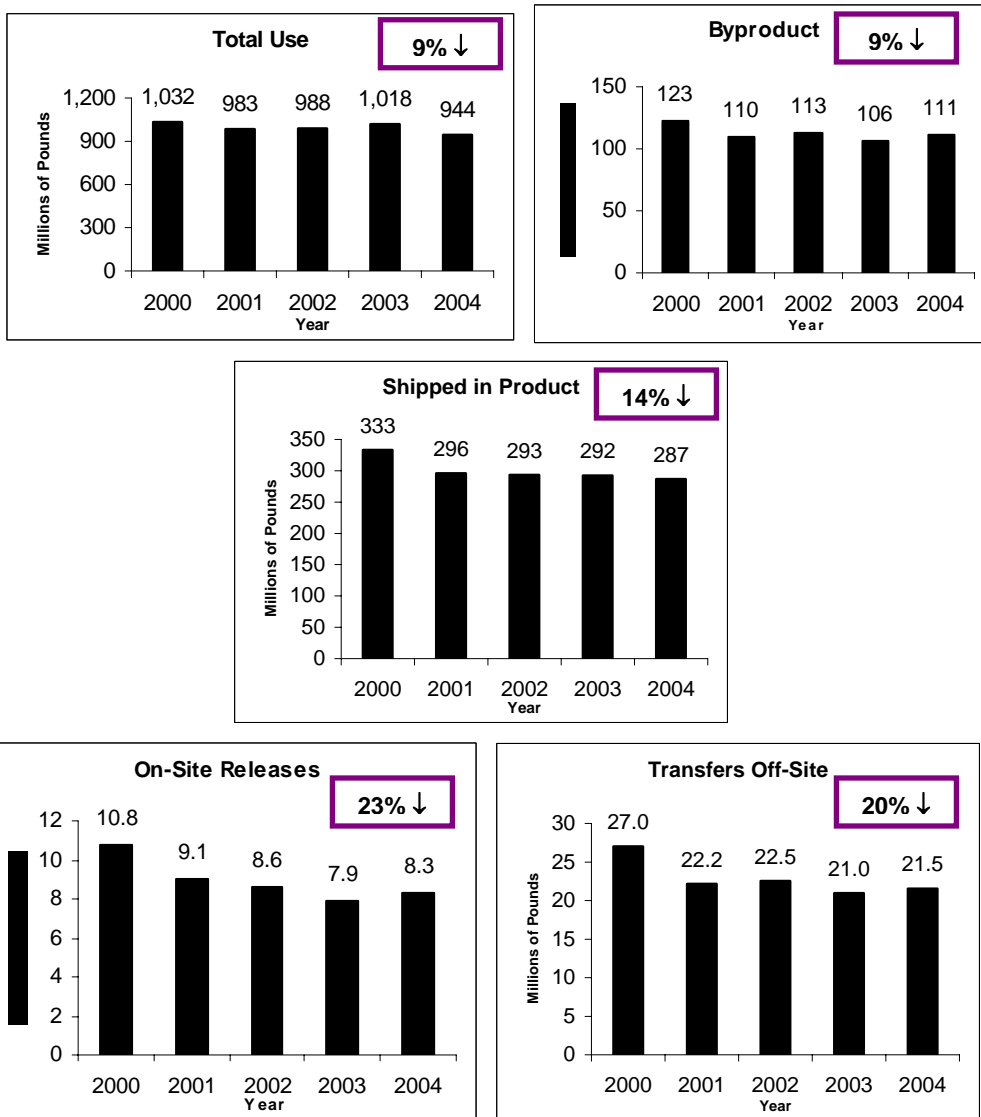 Total Use
9% ↓
1,032 983 988 1,018 944
1,200
900
600
300
0
Millions of Pounds
2000 2001 2002 2003 2004
Year
Byproduct
9% ↓
123 110 113 106 111
150
100
50
0
2000 2001 2002 2003 2004
Year
Shipped in Product
14% ↓
333 296 293 292 287
350
300
250
200
150
100
50
0
Millions of Pounds
2000 2001 2002 2003 2004
Year
On-Site Releases
23% ↓
10.8 9.1 8.6 7.9 8.3
12
10
8
6
4
2
0
2000 2001 2002 2003 2004
Year
Transfers Off-Site
20% ↓
27.0 22.2 22.5 21.0 21.5
30
25
20
15
10
5
0
Millions of Pounds
2000 2001 2002 2003 2004
Year